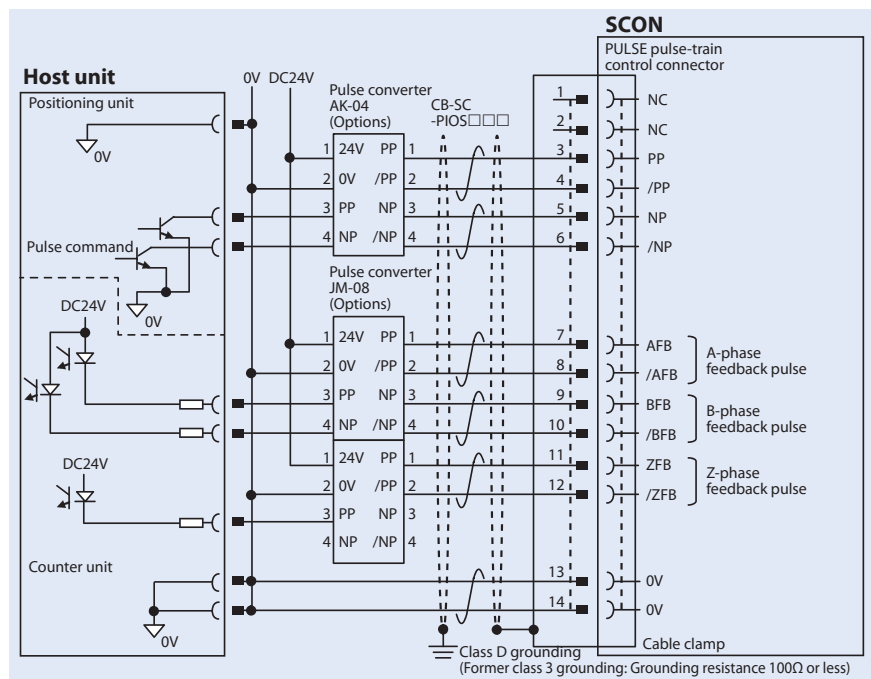 SCON
PULSE pulse-train
control connector
Host unit
Positioning unit
0V
0V DC24V
Pulse converter
AK-04
(Options)
CB-SC
-PIOS□□□
1 24V PP 1
2 0V /PP 2
3 PP NP 3
4 NP /NP 4
1 NC
2 NC
3 PP
4 /PP
5 NP
6 /NP
Pulse command
0V
DC24V
Pulse converter
JM-08
(Options)
1 24V PP 1
2 0V /PP 2
3 PP NP 3
4 NP /NP 4
7 AFB
8 /AFB
A-phase
feedback pulse
9 BFB
10 /BFB
B-phase
feedback pulse
DC24V
1 24V PP 1
2 0V /PP 2
3 PP NP 3
4 NP /NP 4
11 ZFB
12 /ZFB
Z-phase
feedback pulse
Counter unit
0V
13 0V
14 0V
Cable clamp
Class D grounding
(Former class 3 grounding: Grounding resistance 100Ω or less)